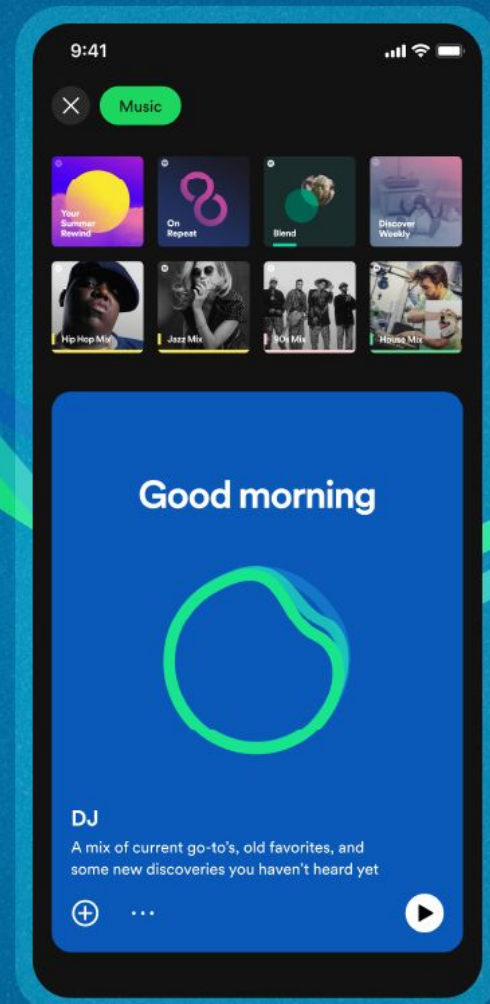 9:41
Music
Your
Summer
Rewind
On
Repeat
Blend
Discover
Weekly
Hip Hop Mix
Jazz Mix
90s Mix
House Mix
Good morning
DJ
A mix of current go-to's, old favorites, and
some new discoveries you haven't heard yet